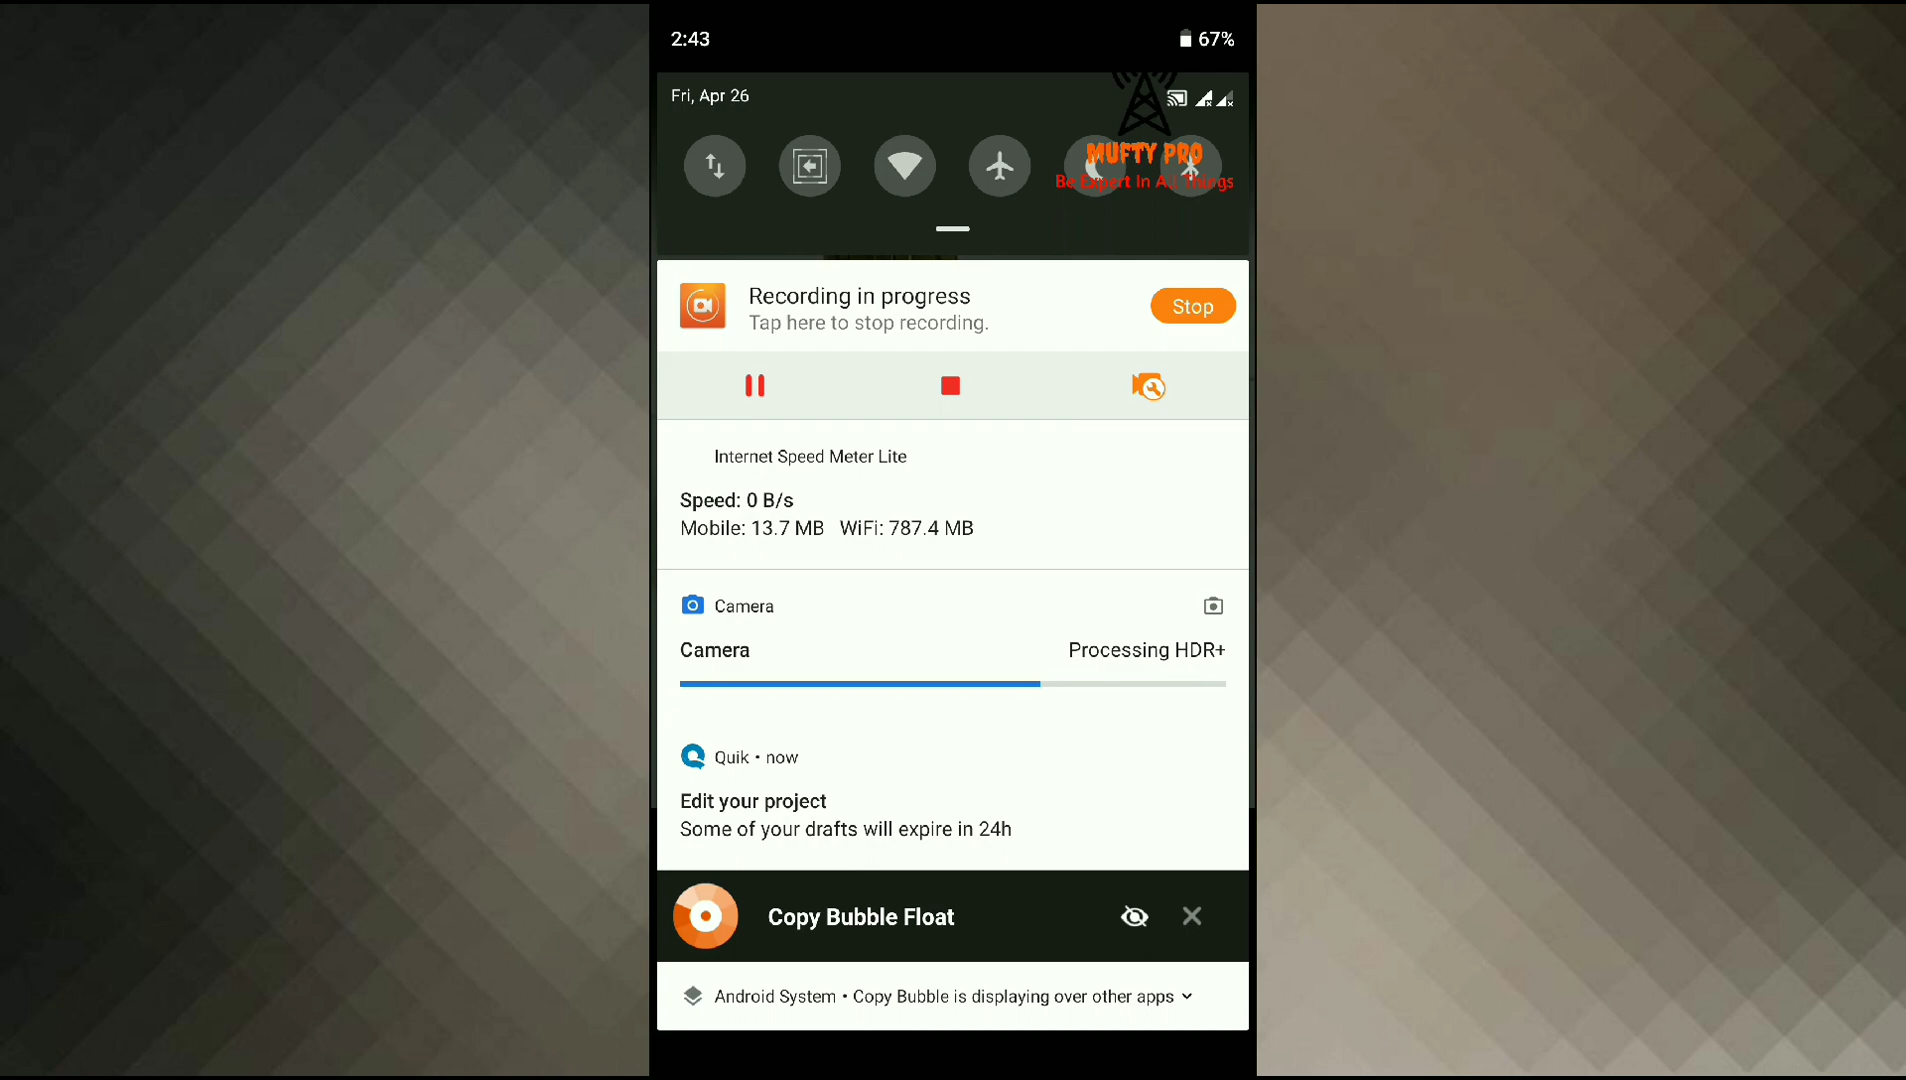 2:43
67%
Fri, Apr 26
MUFTY PRO
Be Expert In All Things
Recording in progress
Tap here to stop recording.
Stop
Internet Speed Meter Lite
Speed: 0 B/s
Mobile: 13.7 MB WiFi: 787.4 MB
Camera
Camera
Processing HDR+
Quik • now
Edit your project
Some of your drafts will expire in 24h
Copy Bubble Float
Android System • Copy Bubble is displaying over other apps